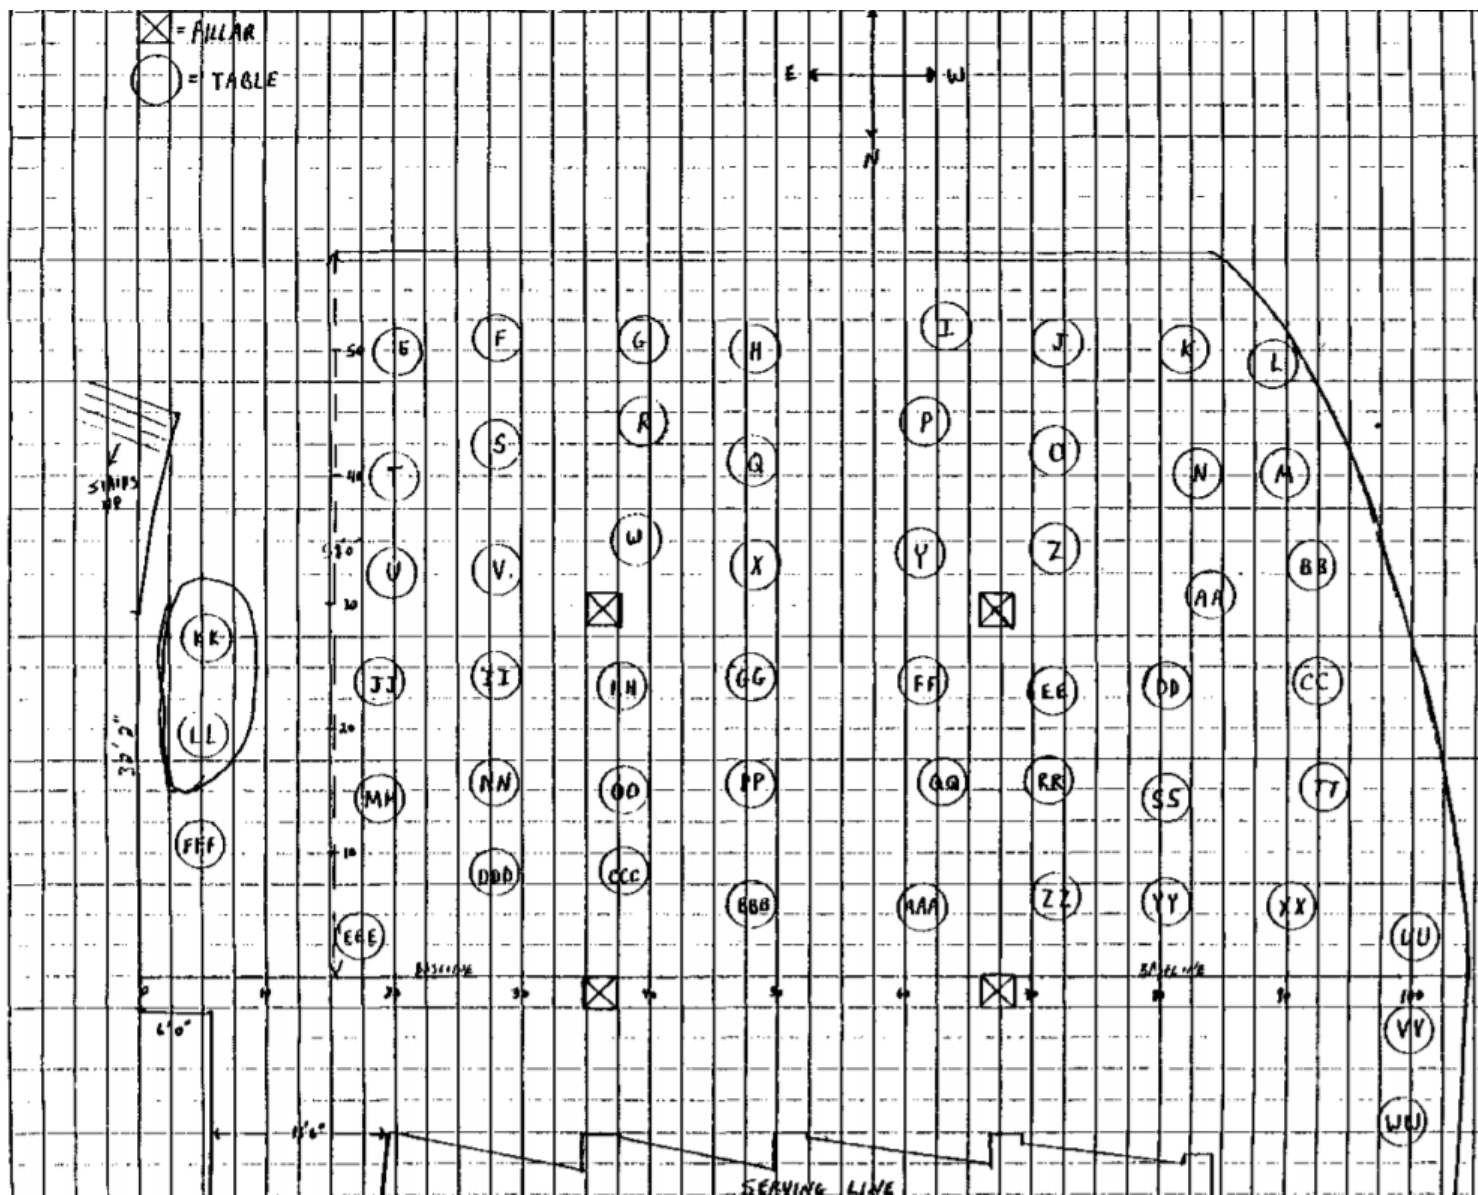 = PILLAR
= TABLE
E W
N
I
F G J
50 E H K L
R P
S Q O
40 T N M
STAIRS
UP
W Y Z
U V. X BB
30 AA
KK
JJ II HH GG FF EE DD CC
LL 20
32'2"
MM NN OO PP QQ RR SS TT
FFF 10
DDD CCC
BBB AAA ZZ YY XX
EEE UU
BASELINE BASELINE
0 10 20 30 40 50 60 70 80 90 100
6'0"
VV
WW
SERVING LINE